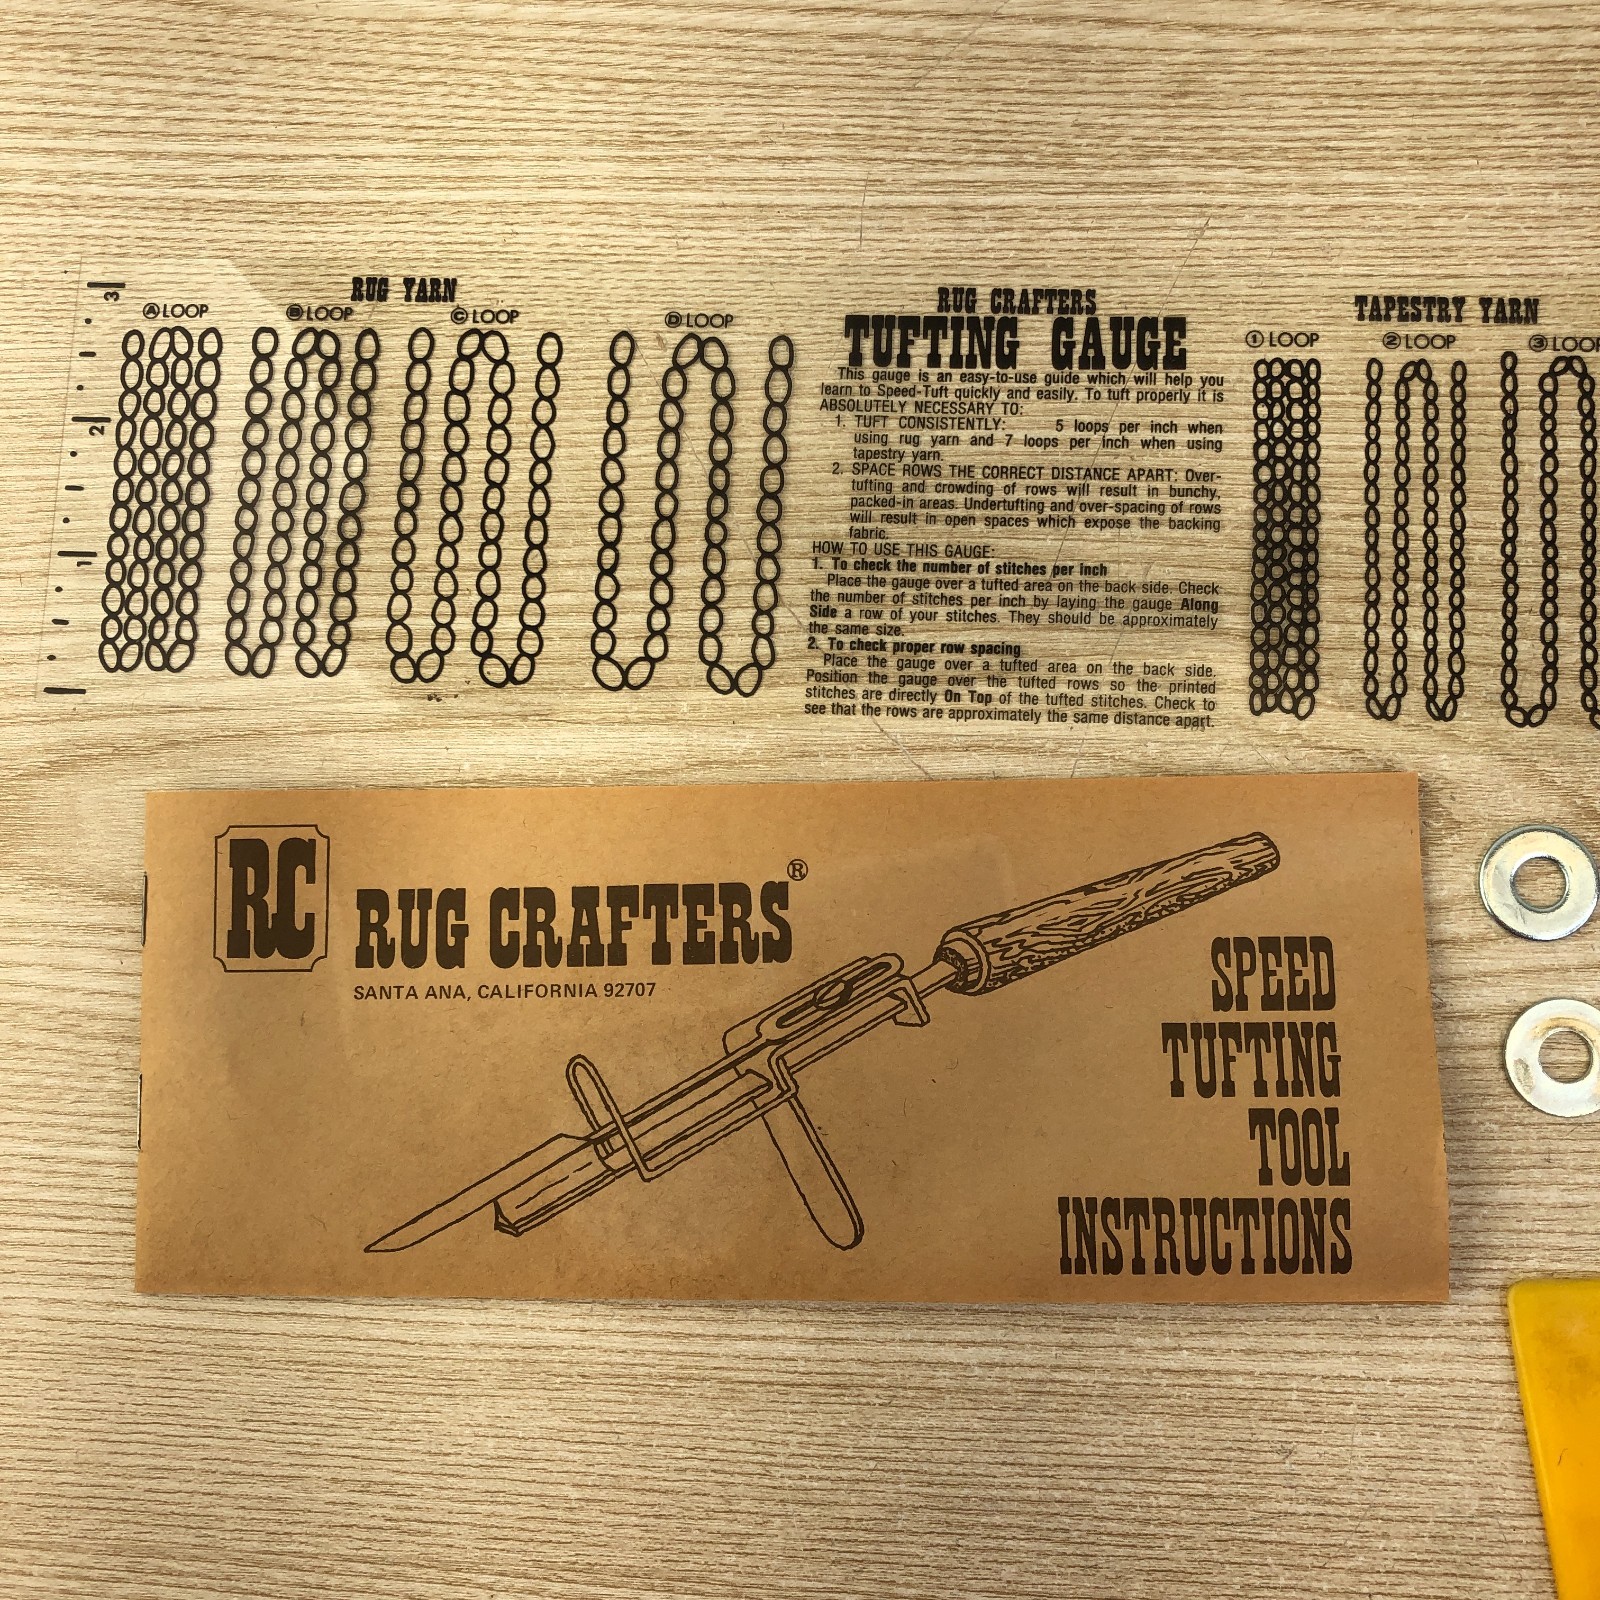 3
2
1
RUG YARN
Ⓐ LOOP
Ⓑ LOOP
Ⓒ LOOP
Ⓓ LOOP
RUG CRAFTERS
TUFTING GAUGE
This gauge is an easy-to-use guide which will help you
learn to Speed-Tuft quickly and easily. To tuft properly it is
ABSOLUTELY NECESSARY TO:
1. TUFT CONSISTENTLY: 5 loops per inch when
using rug yarn and 7 loops per inch when using
tapestry yarn.
2. SPACE ROWS THE CORRECT DISTANCE APART: Over-
tufting and crowding of rows will result in bunchy,
packed-in areas. Undertufting and over-spacing of rows
will result in open spaces which expose the backing
fabric.
HOW TO USE THIS GAUGE:
1. To check the number of stitches per inch
Place the gauge over a tufted area on the back side. Check
the number of stitches per inch by laying the gauge Along
Side a row of your stitches. They should be approximately
the same size.
2. To check proper row spacing
Place the gauge over a tufted area on the back side.
Position the gauge over the tufted rows so the printed
stitches are directly On Top of the tufted stitches. Check to
see that the rows are approximately the same distance apart.
TAPESTRY YARN
① LOOP
② LOOP
③ LOOP
RC
RUG CRAFTERS®
SANTA ANA, CALIFORNIA 92707
SPEED
TUFTING
TOOL
INSTRUCTIONS